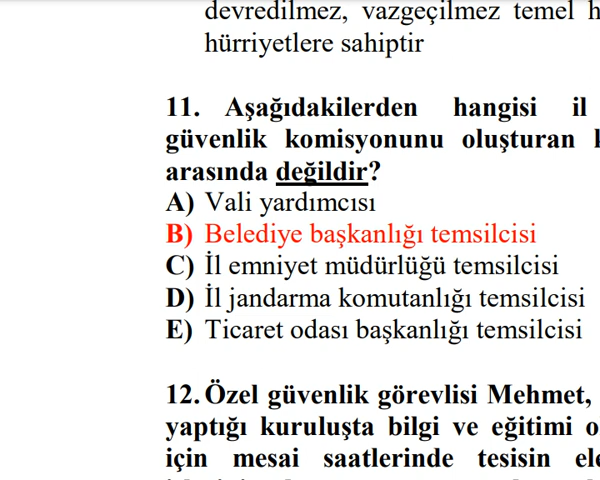 devredilmez, vazgeçilmez temel
hürriyetlere sahiptir
11. Aşağıdakilerden hangisi il
güvenlik komisyonunu oluşturan
arasında değildir?
A) Vali yardımcısı
B) Belediye başkanlığı temsilcisi
C) İl emniyet müdürlüğü temsilcisi
D) İl jandarma komutanlığı temsilcisi
E) Ticaret odası başkanlığı temsilcisi
12. Özel güvenlik görevlisi Mehmet,
yaptığı kuruluşta bilgi ve eğitimi
için mesai saatlerinde tesisin